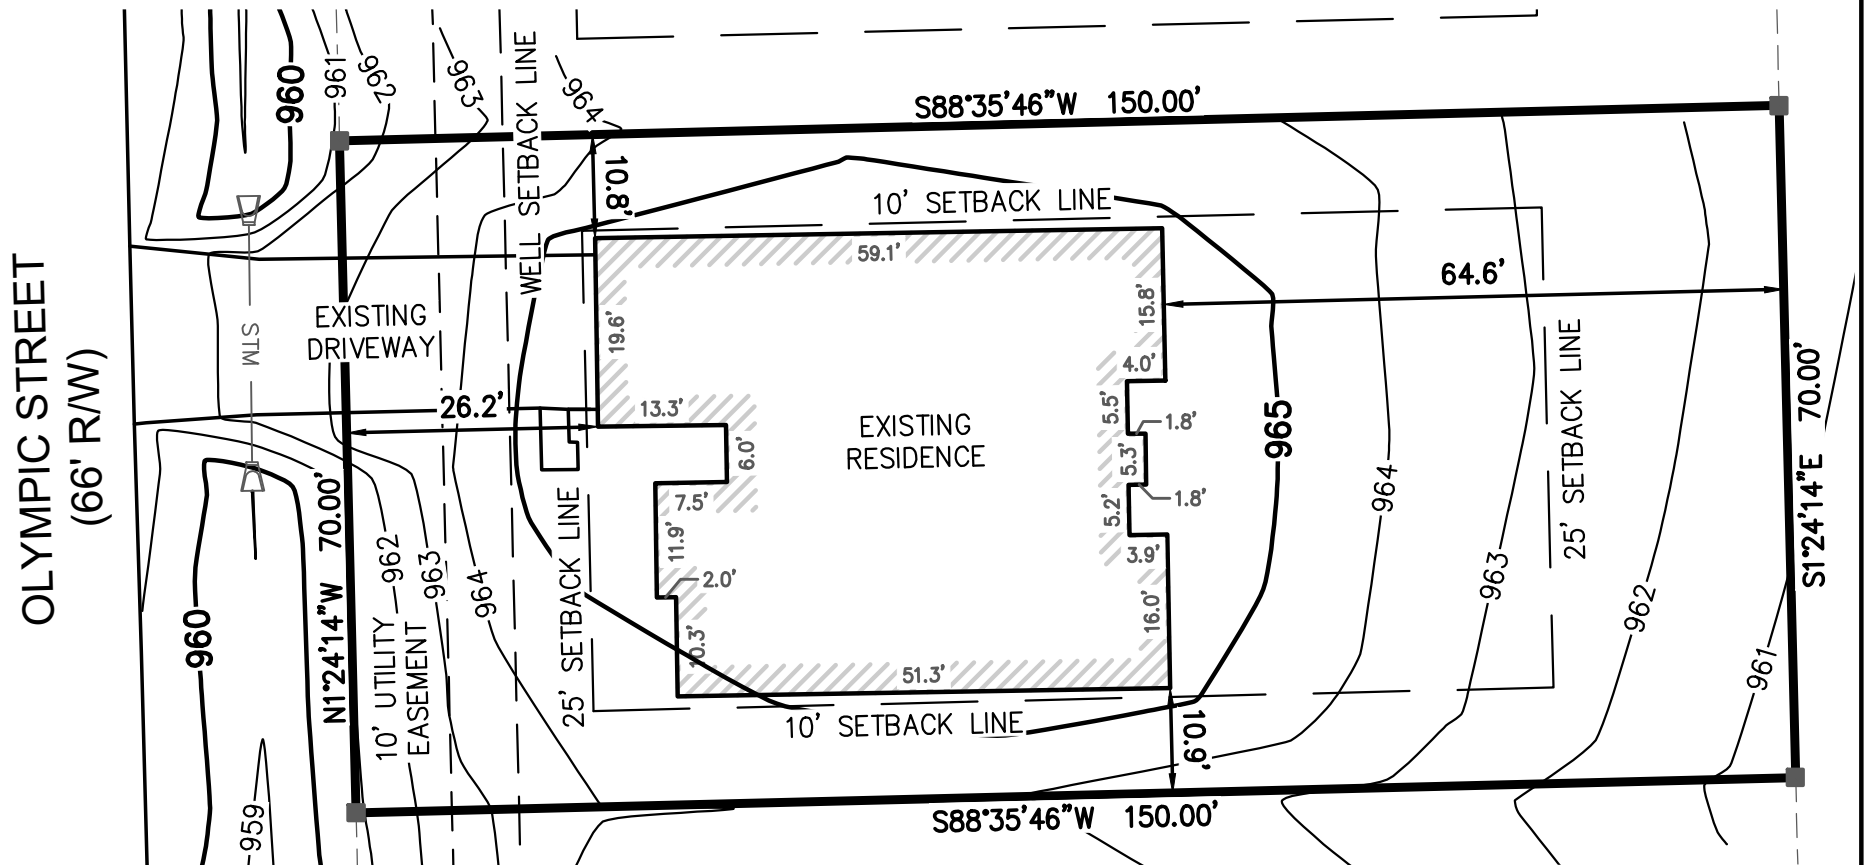 960
961
962
963
964
WELL SETBACK LINE
S88°35'46"W 150.00'
10.8'
10' SETBACK LINE
59.1'
64.6'
OLYMPIC STREET
(66' R/W)
STM
EXISTING
DRIVEWAY
19.6'
15.8'
4.0'
26.2'
13.3'
EXISTING
RESIDENCE
5.5'
1.8'
965
964
25' SETBACK LINE
S1°24'14"E 70.00'
6.0'
5.3'
7.5'
5.2'
1.8'
11.9'
3.9'
2.0'
16.0'
10.3'
51.3'
N1°24'14"W 70.00'
10' UTILITY
EASEMENT
962
963
964
25' SETBACK LINE
963
962
961
960
959
10' SETBACK LINE
10.9'
S88°35'46"W 150.00'